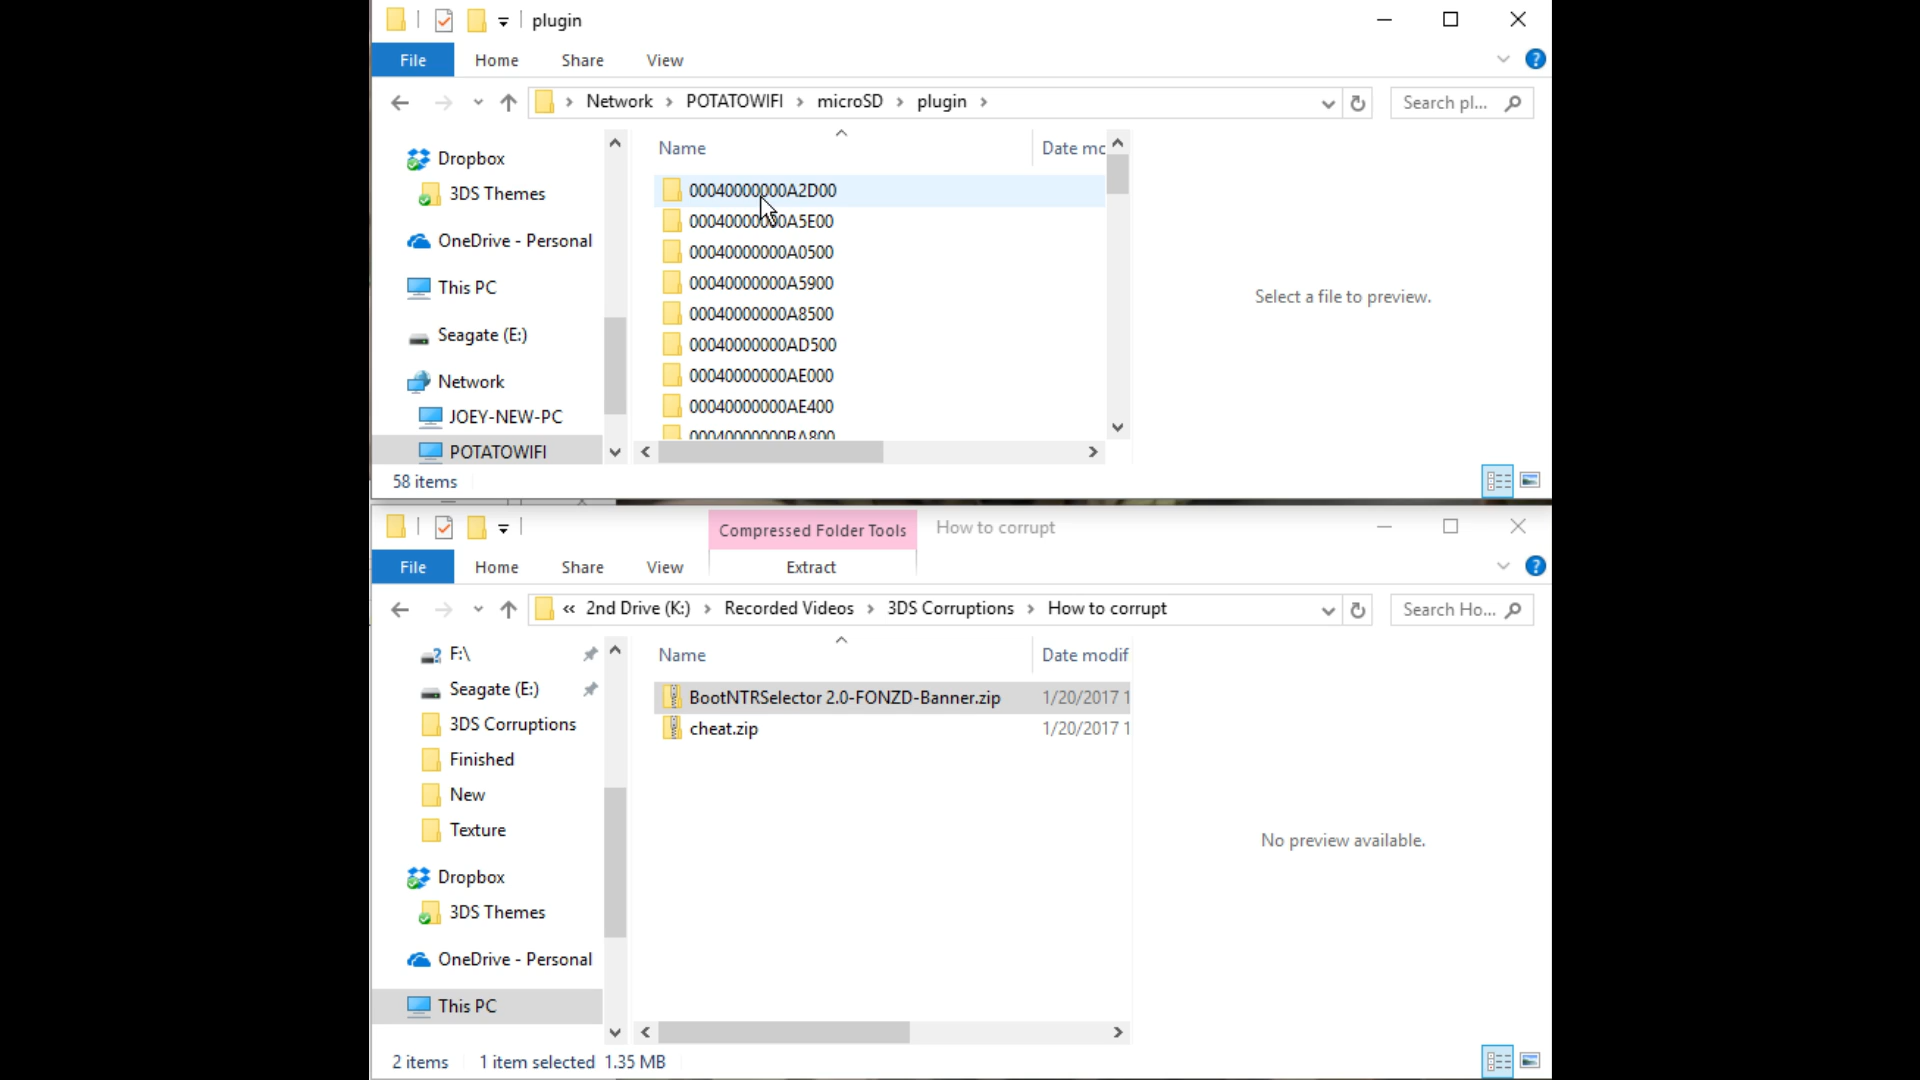 plugin
File Home Share View
Network POTATOWIFI microSD plugin
Search pl...
Dropbox
3DS Themes
OneDrive - Personal
This PC
Seagate (E:)
Network
JOEY-NEW-PC
POTATOWIFI
Name Date mc
00040000000A2D00
00040000000A5E00
00040000000A0500
00040000000A5900
00040000000A8500
00040000000AD500
00040000000AE000
00040000000AE400
00040000000BA800
Select a file to preview.
58 items
Compressed Folder Tools How to corrupt
File Home Share View Extract
« 2nd Drive (K:) Recorded Videos 3DS Corruptions How to corrupt
Search Ho...
F:\
Seagate (E:)
3DS Corruptions
Finished
New
Texture
Dropbox
3DS Themes
OneDrive - Personal
This PC
Name Date modif
BootNTRSelector 2.0-FONZD-Banner.zip 1/20/2017 1
cheat.zip 1/20/2017 1
No preview available.
2 items 1 item selected 1.35 MB